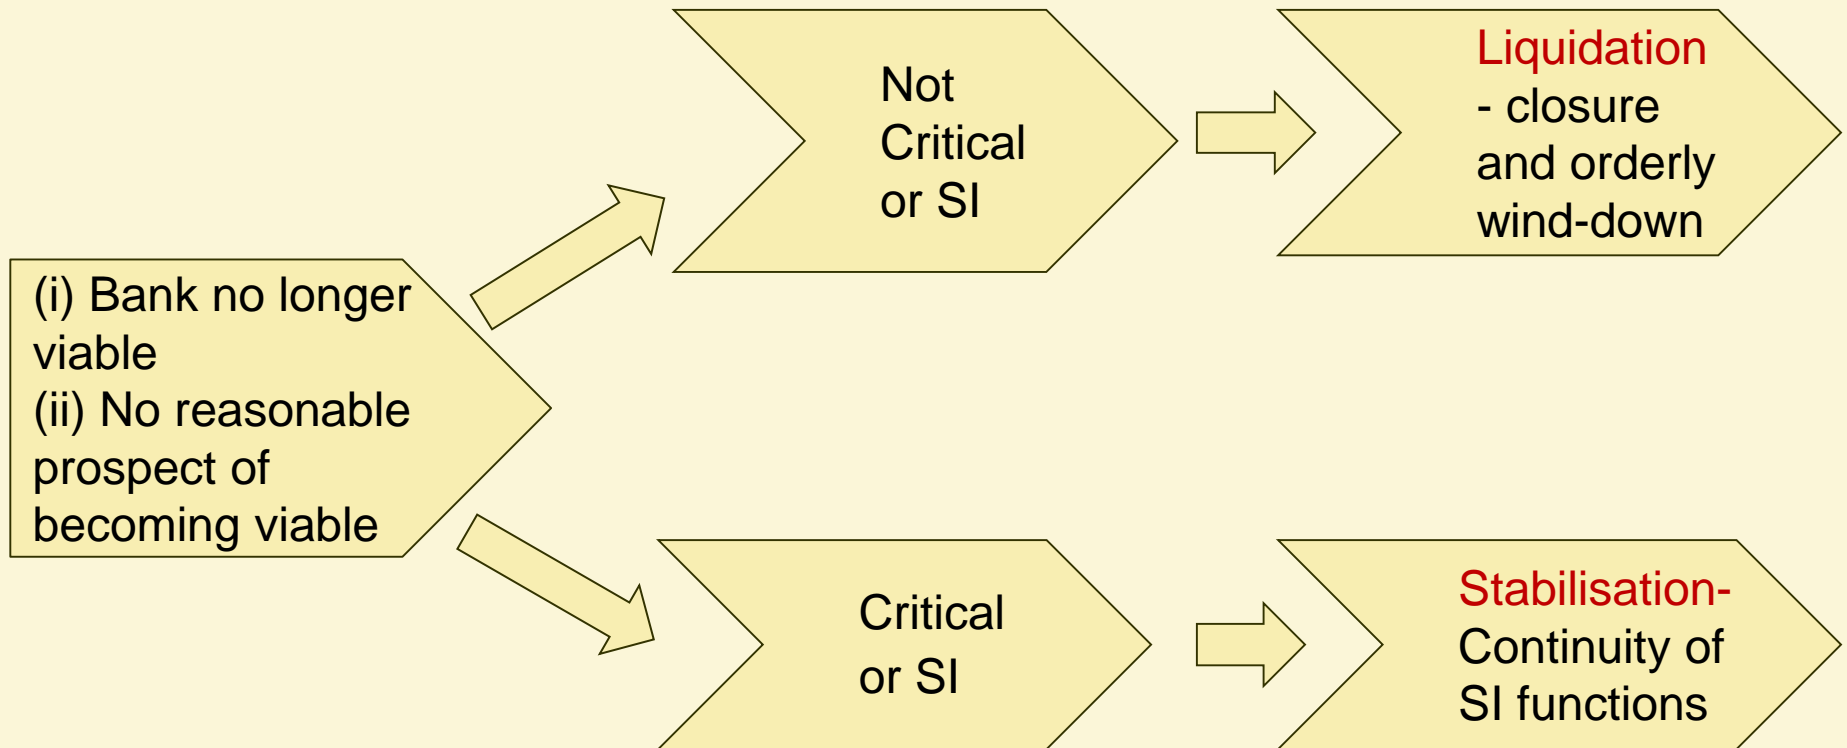 (i) Bank no longer
viable
(ii) No reasonable
prospect of
becoming viable
Not
Critical
or SI
Liquidation
- closure
and orderly
wind-down
Critical
or SI
Stabilisation-
Continuity of
SI functions